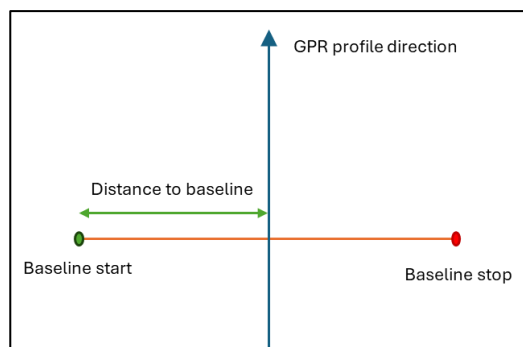 GPR profile direction
Distance to baseline
Baseline start
Baseline stop